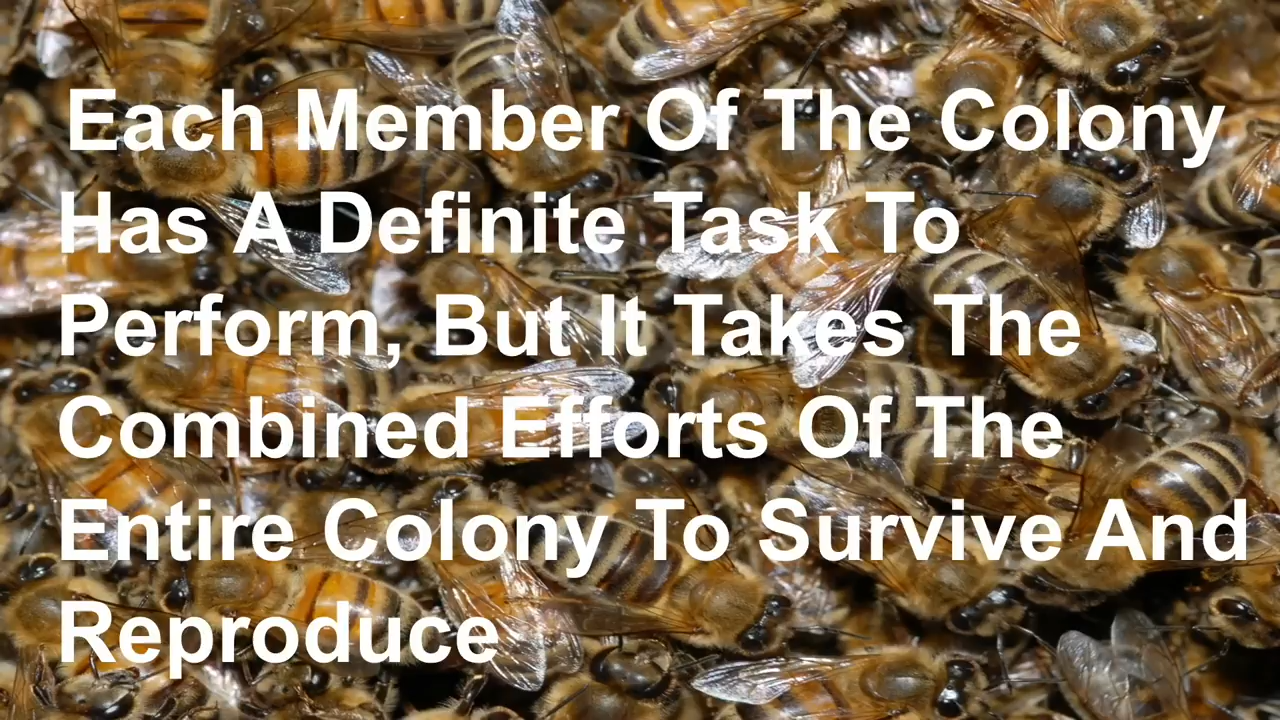 Each Member Of The Colony
Has A Definite Task To
Perform, But It Takes The
Combined Efforts Of The
Entire Colony To Survive And
Reproduce